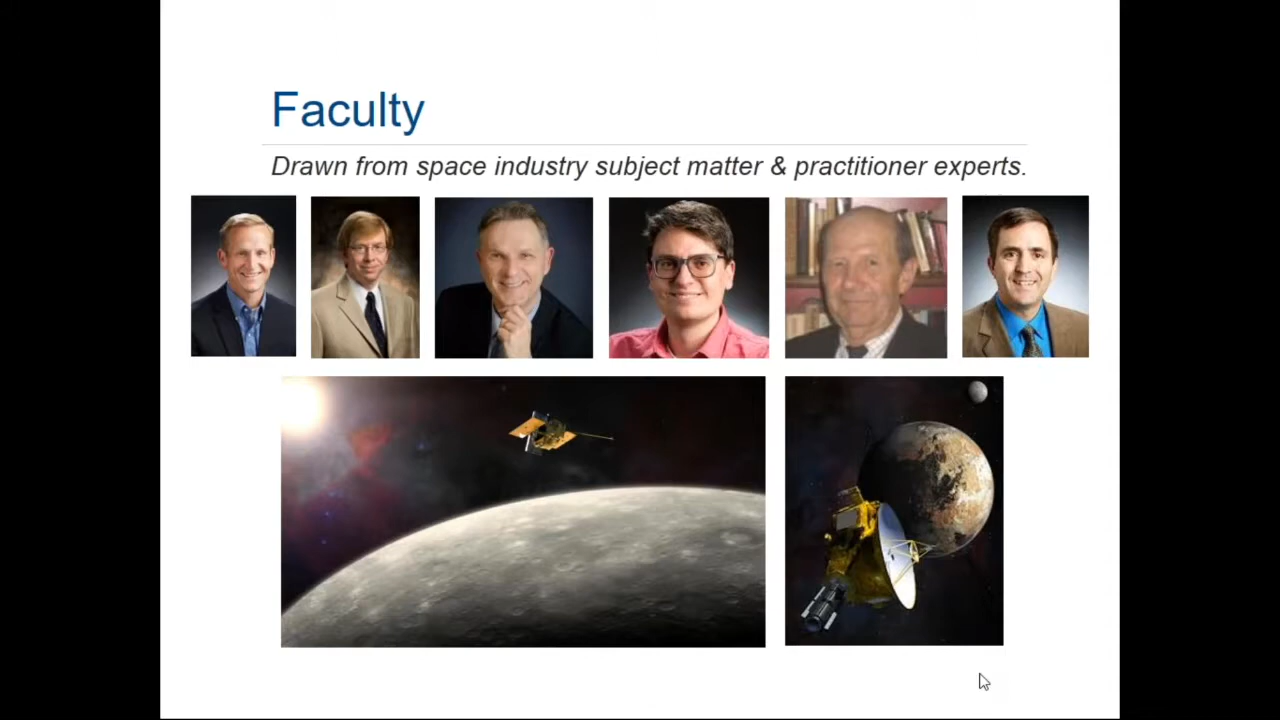 Faculty
Drawn from space industry subject matter & practitioner experts.